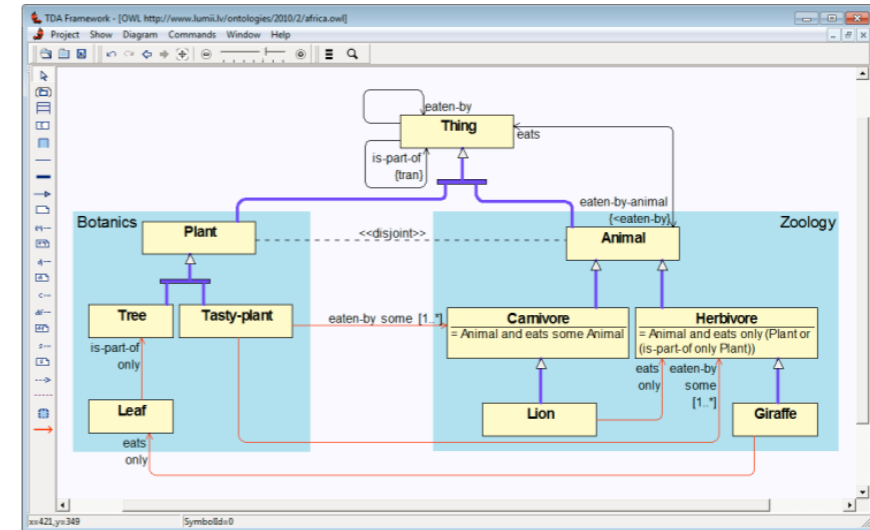 TDA Framework - [OWL http://www.lumii.lv/ontologies/2010/2/africa.owl]
Project Show Diagram Commands Window Help
eaten-by
Thing
eats
is-part-of
{tran}
eaten-by-animal
{<eaten-by}
Botanics
Zoology
Plant
<<disjoint>>
Animal
Tree
Tasty-plant
eaten-by some [1..*]
Carnivore
= Animal and eats some Animal
Herbivore
= Animal and eats only (Plant or
(is-part-of only Plant))
is-part-of
only
eats
only
eaten-by
some
[1..*]
Leaf
Lion
Giraffe
eats
only
x=421,y=349
SymbolId=0